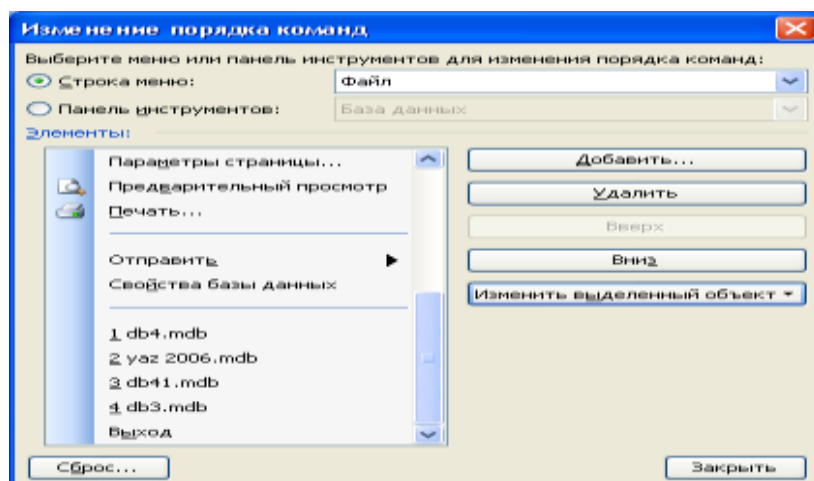 Изменение порядка команд
Выберите меню или панель инструментов для изменения порядка команд:
Строка меню: Файл
Панель инструментов: База данных
Элементы:
Параметры страницы...
Предварительный просмотр
Печать...
Отправить
Свойства базы данных
1 db4.mdb
2 yaz 2006.mdb
3 db41.mdb
4 db3.mdb
Выход
Добавить...
Удалить
Вверх
Вниз
Изменить выделенный объект
Сброс...
Закрыть